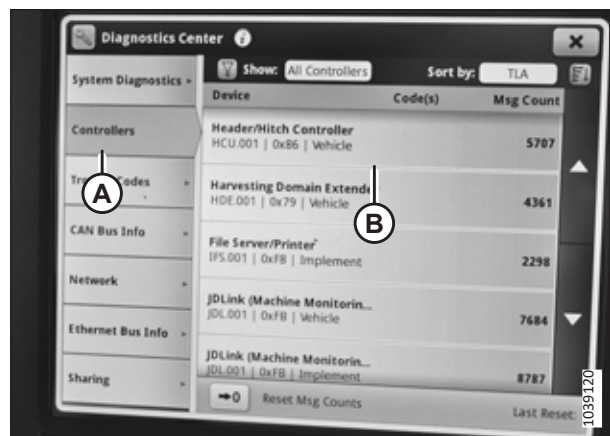 Diagnostics Center
Show: All Controllers Sort by: TLA
Device Code(s) Msg Count
System Diagnostics
Controllers
A
Codes
CAN Bus Info
Network
Ethernet Bus Info
Sharing
Header/Hitch Controller
HCU.001 | 0x86 | Vehicle 5707
Harvesting Domain
HDE.001 | 0x79 | Vehicle 4361
B
File Server/Printer
IFS.001 | 0xFB | Implement 2298
JDLink (Machine Monitorin...
JDL.001 | 0xFB | Vehicle 7684
JDLink (Machine Monitorin...
JDL.001 | 0xFB | Implement 8787
→0 Reset Msg Counts
Last Reset:
1039120